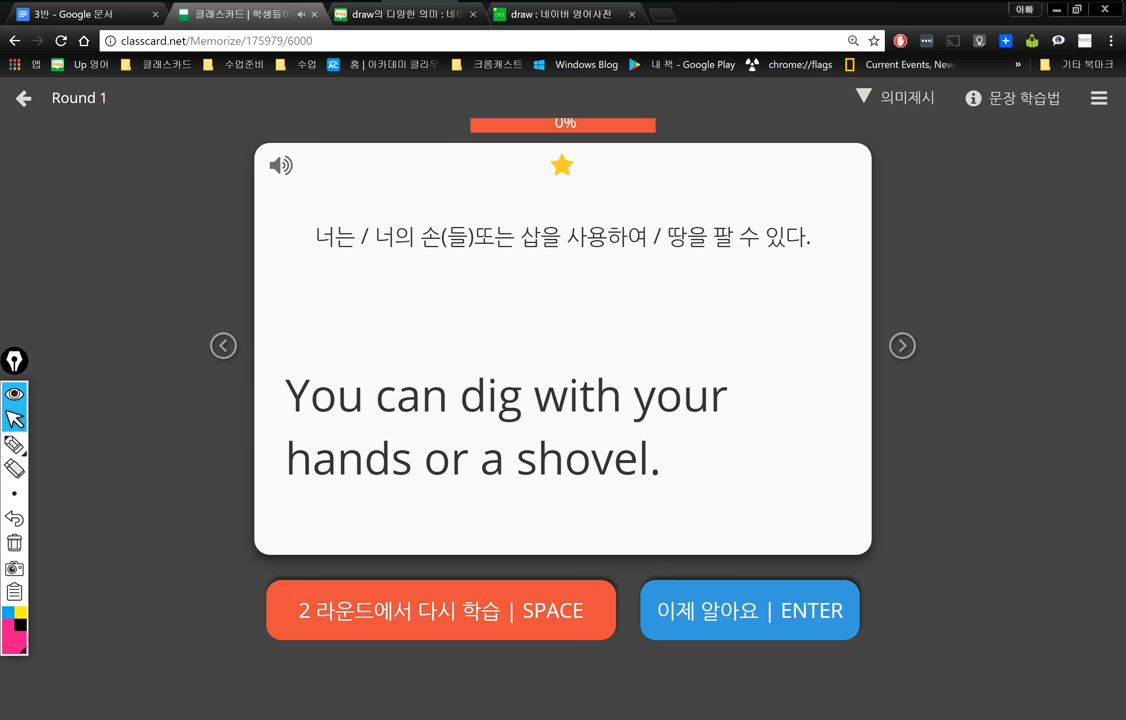 3반 - Google 문서
클래스카드 | 학생들이
draw의 다양한 의미 : 네이
draw : 네이버 영어사전
아빠
classcard.net/Memorize/175979/6000
앱
Up 영어
클래스카드
수업준비
수업
홈 | 아카데미 클라우
크롬캐스트
Windows Blog
내 책 - Google Play
chrome://flags
Current Events, New
»
기타 북마크
Round 1
의미제시
문장 학습법
0%
너는 / 너의 손(들)또는 삽을 사용하여 / 땅을 팔 수 있다.
You can dig with your
hands or a shovel.
2 라운드에서 다시 학습 | SPACE
이제 알아요 | ENTER